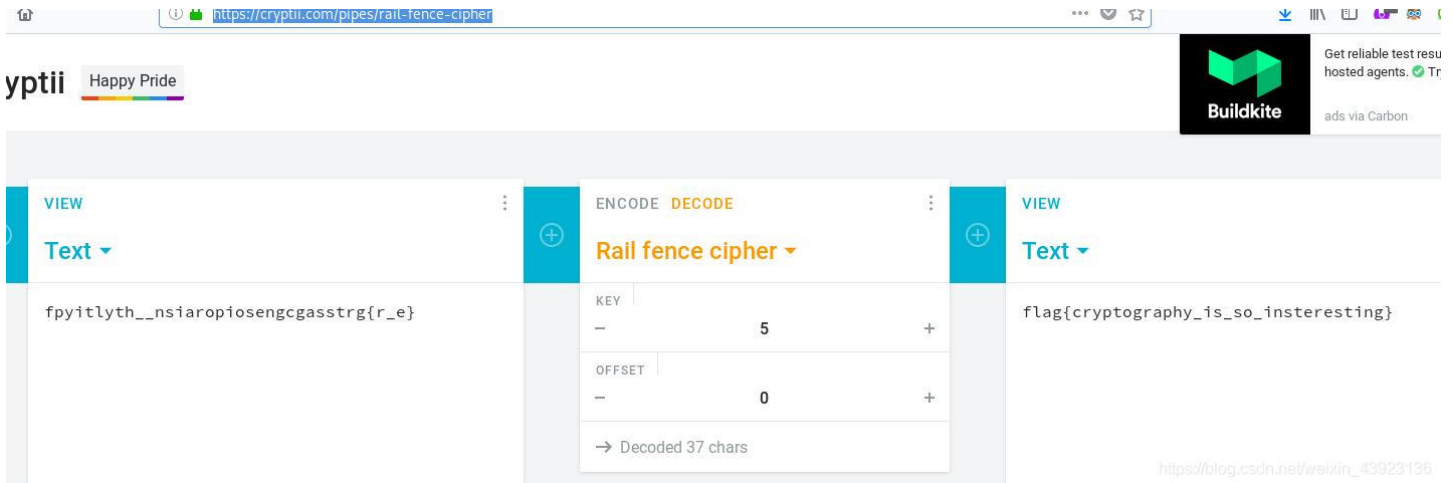 https://cryptii.com/pipes/rail-fence-cipher
yptii Happy Pride
Buildkite
Get reliable test resu
hosted agents. ✅ Tr
ads via Carbon
VIEW
Text
fpyitlyth__nsiaropiosengcgasstrg{r_e}
ENCODE DECODE
Rail fence cipher
KEY
− 5 +
OFFSET
− 0 +
→ Decoded 37 chars
VIEW
Text
flag{cryptography_is_so_insteresting}
https://blog.csdn.net/weixin_43923136